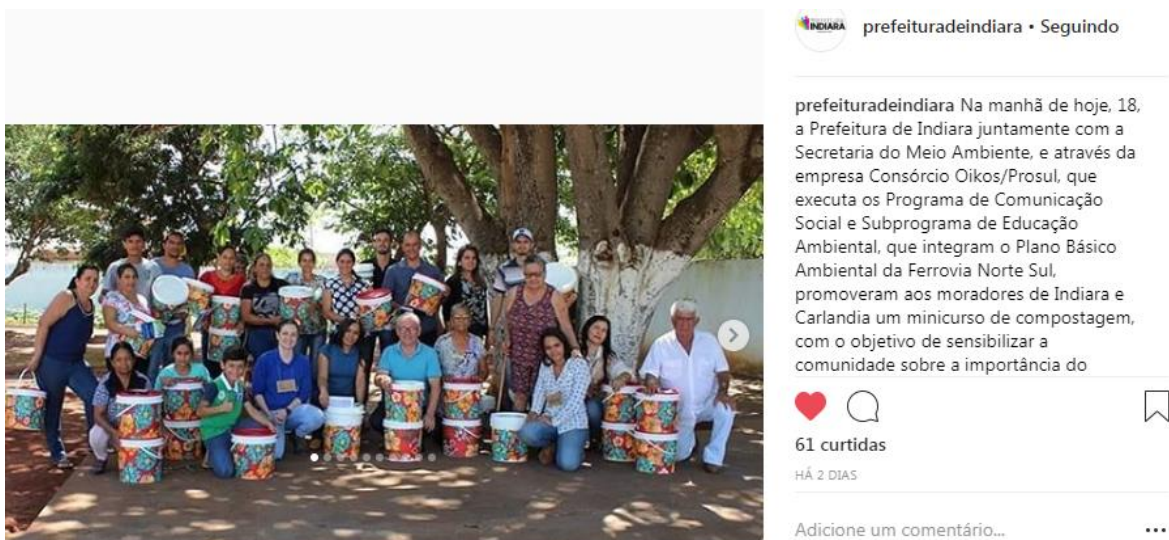 INDIARA
prefeituradeindiara • Seguindo
prefeituradeindiara Na manhã de hoje, 18,
a Prefeitura de Indiara juntamente com a
Secretaria do Meio Ambiente, e através da
empresa Consórcio Oikos/Prosul, que
executa os Programa de Comunicação
Social e Subprograma de Educação
Ambiental, que integram o Plano Básico
Ambiental da Ferrovia Norte Sul,
promoveram aos moradores de Indiara e
Carlandia um minicurso de compostagem,
com o objetivo de sensibilizar a
comunidade sobre a importância do
61 curtidas
HÁ 2 DIAS
Adicione um comentário...